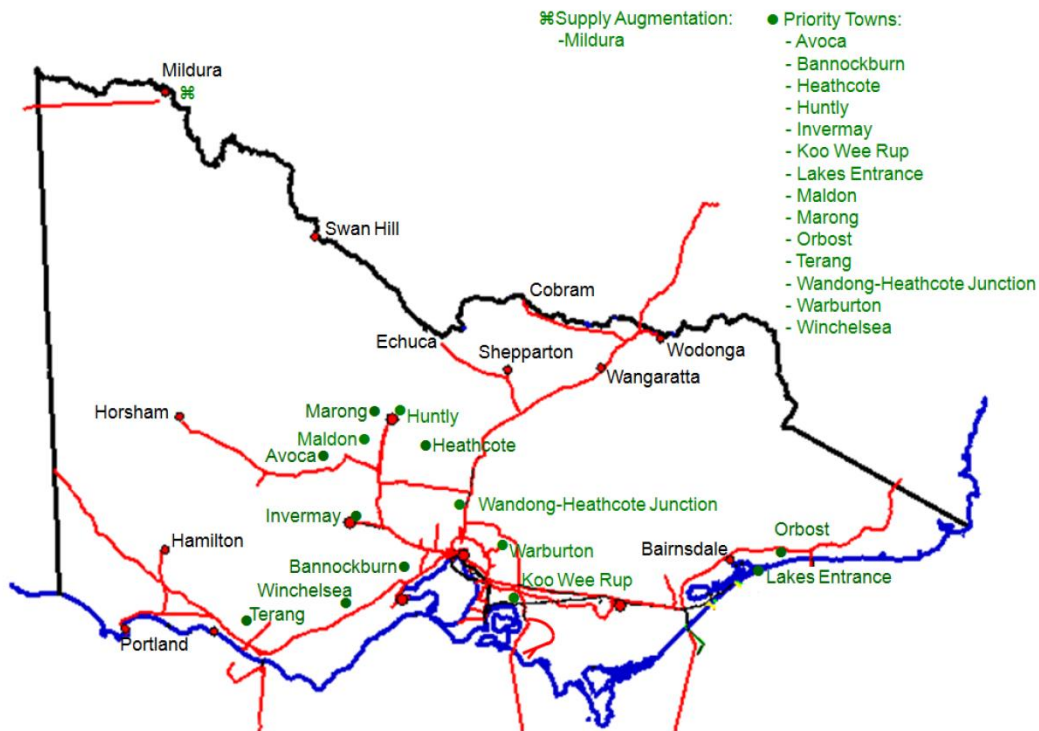 ⌘Supply Augmentation:
-Mildura
● Priority Towns:
- Avoca
- Bannockburn
- Heathcote
- Huntly
- Invermay
- Koo Wee Rup
- Lakes Entrance
- Maldon
- Marong
- Orbost
- Terang
- Wandong-Heathcote Junction
- Warburton
- Winchelsea
Mildura
⌘
Swan Hill
Cobram
Echuca
Shepparton
Wodonga
Wangaratta
Horsham
Marong
Huntly
Maldon
Heathcote
Avoca
Wandong-Heathcote Junction
Invermay
Hamilton
Warburton
Orbost
Bairnsdale
Bannockburn
Lakes Entrance
Koo Wee Rup
Winchelsea
Terang
Portland